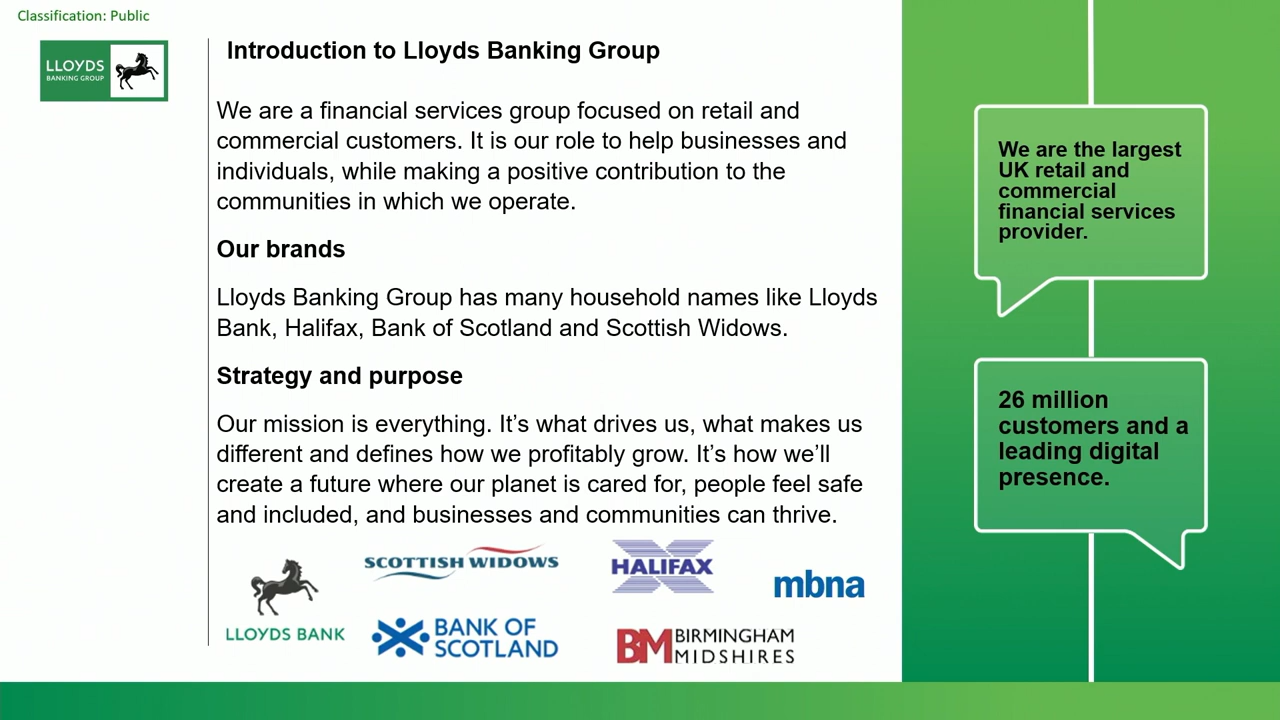 Classification: Public
LLOYDS
BANKING GROUP
Introduction to Lloyds Banking Group
We are a financial services group focused on retail and
commercial customers. It is our role to help businesses and
individuals, while making a positive contribution to the
communities in which we operate.
Our brands
Lloyds Banking Group has many household names like Lloyds
Bank, Halifax, Bank of Scotland and Scottish Widows.
Strategy and purpose
Our mission is everything. It’s what drives us, what makes us
different and defines how we profitably grow. It’s how we’ll
create a future where our planet is cared for, people feel safe
and included, and businesses and communities can thrive.
LLOYDS BANK
SCOTTISH WIDOWS
BANK OF
SCOTLAND
HALIFAX
BM BIRMINGHAM
MIDSHIRES
mbna
We are the largest
UK retail and
commercial
financial services
provider.
26 million
customers and a
leading digital
presence.